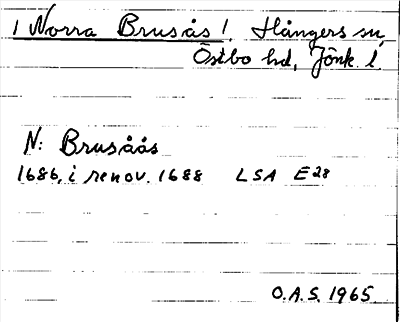 ! Norra Brusås! Hångers sn,
Östbo hd, Jönk. l.
N: Brusåås
1686, i renov. 1688 LSA E28
O.A.S. 1965